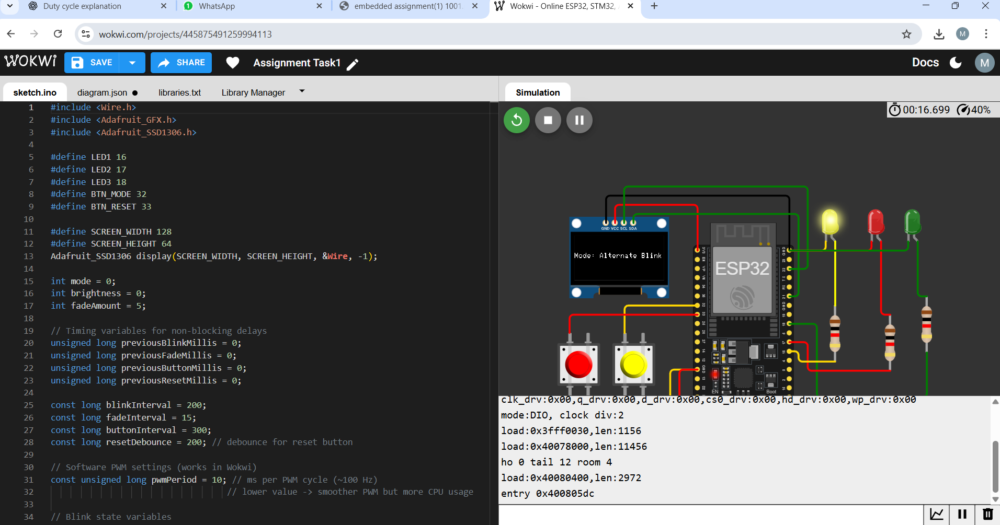 Duty cycle explanation
WhatsApp
embedded assignment(1) 1001
Wokwi - Online ESP32, STM32,
wokwi.com/projects/445875491259994113
M
WOKWi
SAVE
SHARE
Assignment Task1
Docs
M
sketch.ino
diagram.json
libraries.txt
Library Manager
Simulation
1 #include <Wire.h>
2 #include <Adafruit_GFX.h>
3 #include <Adafruit_SSD1306.h>
4
5 #define LED1 16
6 #define LED2 17
7 #define LED3 18
8 #define BTN_MODE 32
9 #define BTN_RESET 33
10
11 #define SCREEN_WIDTH 128
12 #define SCREEN_HEIGHT 64
13 Adafruit_SSD1306 display(SCREEN_WIDTH, SCREEN_HEIGHT, &Wire, -1);
14
15 int mode = 0;
16 int brightness = 0;
17 int fadeAmount = 5;
18
19 // Timing variables for non-blocking delays
20 unsigned long previousBlinkMillis = 0;
21 unsigned long previousFadeMillis = 0;
22 unsigned long previousButtonMillis = 0;
23 unsigned long previousResetMillis = 0;
24
25 const long blinkInterval = 200;
26 const long fadeInterval = 15;
27 const long buttonInterval = 300;
28 const long resetDebounce = 200; // debounce for reset button
29
30 // Software PWM settings (works in Wokwi)
31 const unsigned long pwmPeriod = 10; // ms per PWM cycle (~100 Hz)
32 // lower value -> smoother PWM but more CPU usage
33
34 // Blink state variables
00:16.699 40%
GND VCC SCL SDA
Mode: Alternate Blink
ESP32
EN
Boot
clk_drv:0x00,q_drv:0x00,d_drv:0x00,cs0_drv:0x00,hd_drv:0x00,wp_drv:0x00
mode:DIO, clock div:2
load:0x3fff0030,len:1156
load:0x40078000,len:11456
ho 0 tail 12 room 4
load:0x40080400,len:2972
entry 0x400805dc